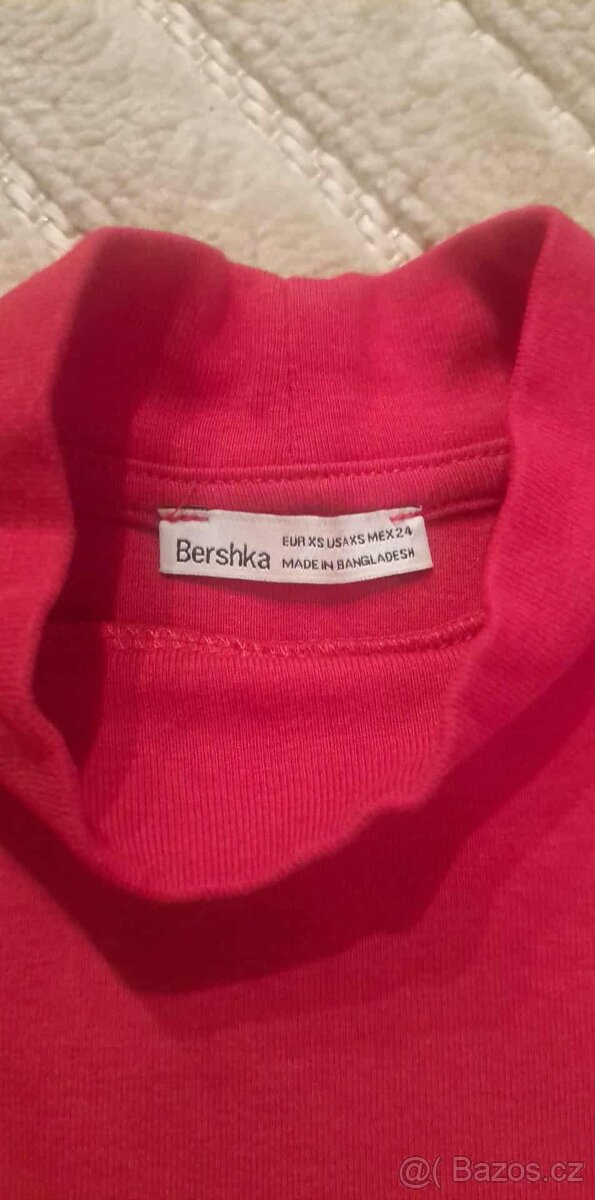 Bershka
EUR XS USA XS MEX 24
MADE IN BANGLADESH
@( Bazos.cz